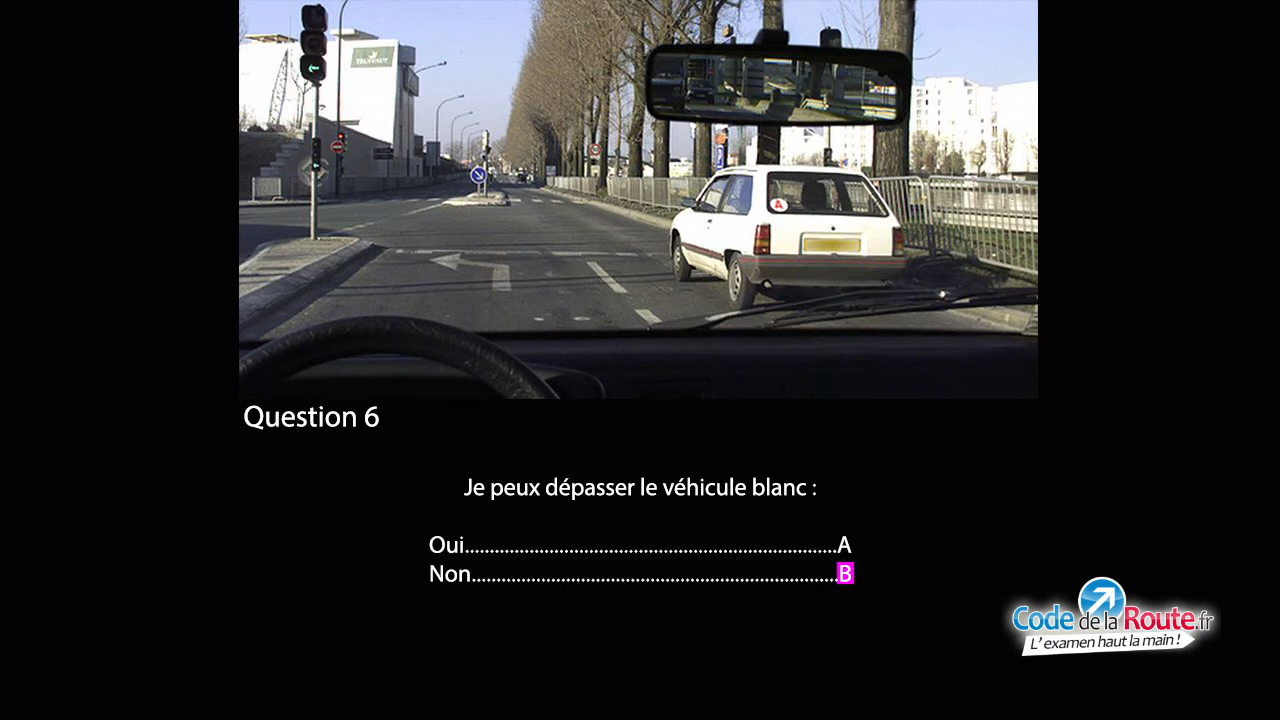 TRUFFAUT
A
Question 6
Je peux dépasser le véhicule blanc :
Oui..........................................................................A
Non.........................................................................B
Code de la Route.fr
L' examen haut la main !